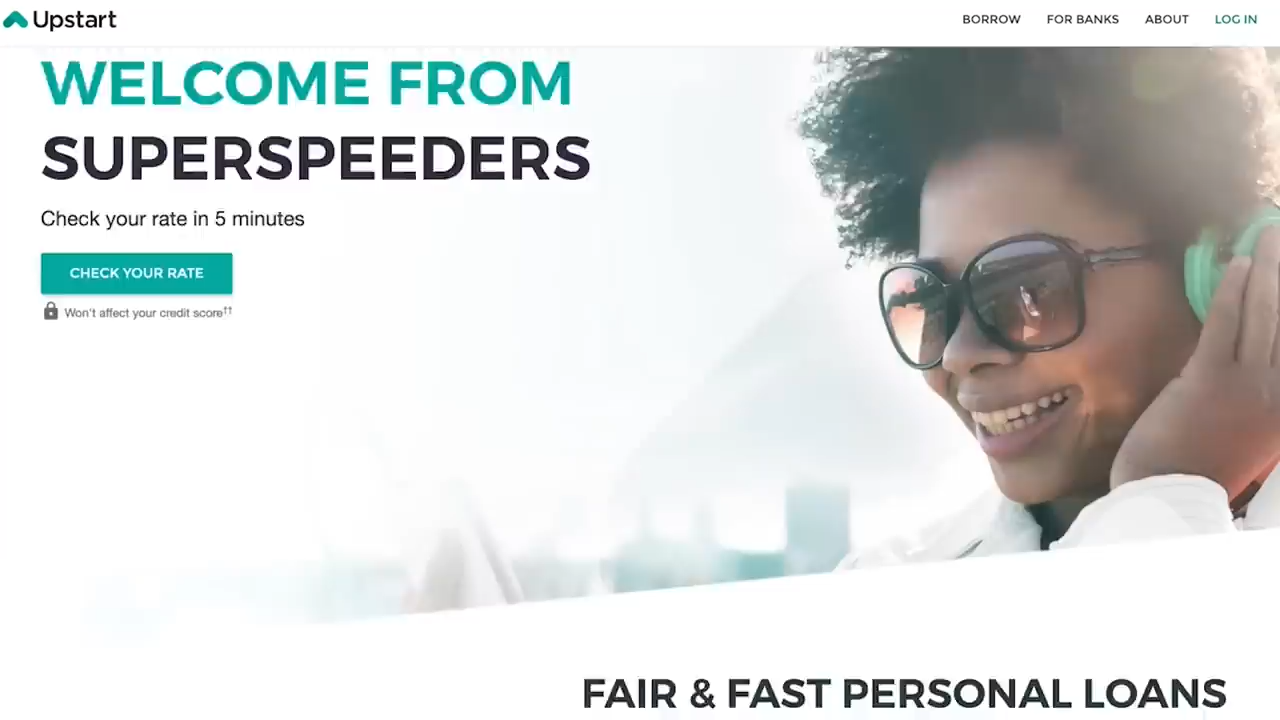 Upstart
BORROW FOR BANKS ABOUT LOG IN
WELCOME FROM
SUPERSPEEDERS
Check your rate in 5 minutes
CHECK YOUR RATE
Won't affect your credit score††
FAIR & FAST PERSONAL LOANS